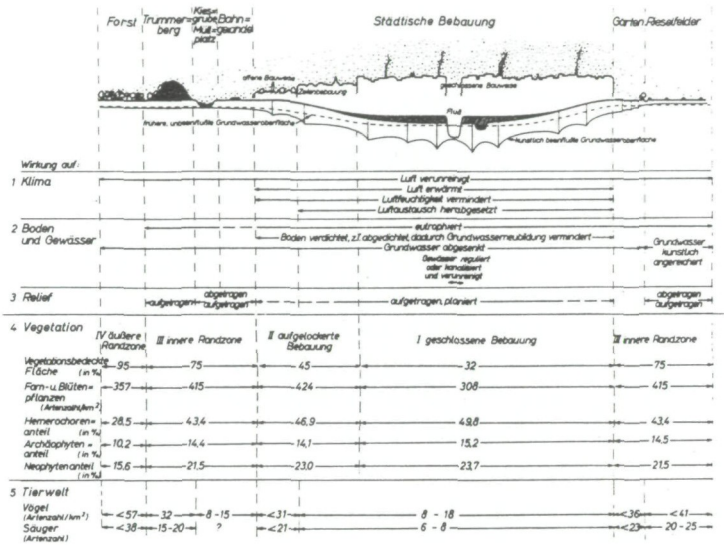 Forst Trümmer= Kies= Bahn= Städtische Bebauung Gärten Rieselfelder
berg grube gelände
Müll=
platz
offene Bauweise
Zeilenbebauung
geschlossene Bauweise
Fluß
frühere, unbeeinflußte Grundwasseroberfläche
künstlich beeinflußte Grundwasseroberfläche
Wirkung auf:
1 Klima
Luft verunreinigt
Luft erwärmt
Luftfeuchtigkeit vermindert
Luftaustausch herabgesetzt
2 Boden
und Gewässer
eutrophiert
Boden verdichtet, z.T. abgedichtet, dadurch Grundwasserneubildung vermindert
Grundwasser abgesenkt
Gewässer reguliert
oder kanalisiert
und verunreinigt
Grundwasser
künstlich
angereichert
3 Relief
aufgetragen
abgetragen
aufgetragen
aufgetragen, planiert
abgetragen
aufgetragen
4 Vegetation
IV äußere
Randzone
III innere Randzone
II aufgelockerte
Bebauung
I geschlossene Bebauung
III innere Randzone
Vegetationsbedeckte
Fläche (in %) 95 75 45 32 75
Farn- u. Blüten= 357 415 424 308 415
pflanzen
(Artenzahl/km²)
Hemerochoren= 28,5 43,4 46,9 49,8 43,4
anteil (in %)
Archäophyten= 10,2 14,4 14,1 15,2 14,5
anteil (in %)
Neophytenanteil 15,6 21,5 23,0 23,7 21,5
(in %)
5 Tierwelt
Vögel
(Artenzahl/km²) <57 32 8-15 <31 8 - 18 <36 <41
Säuger <38 15-20 ? <21 6 - 8 <23 20-25
(Artenzahl)